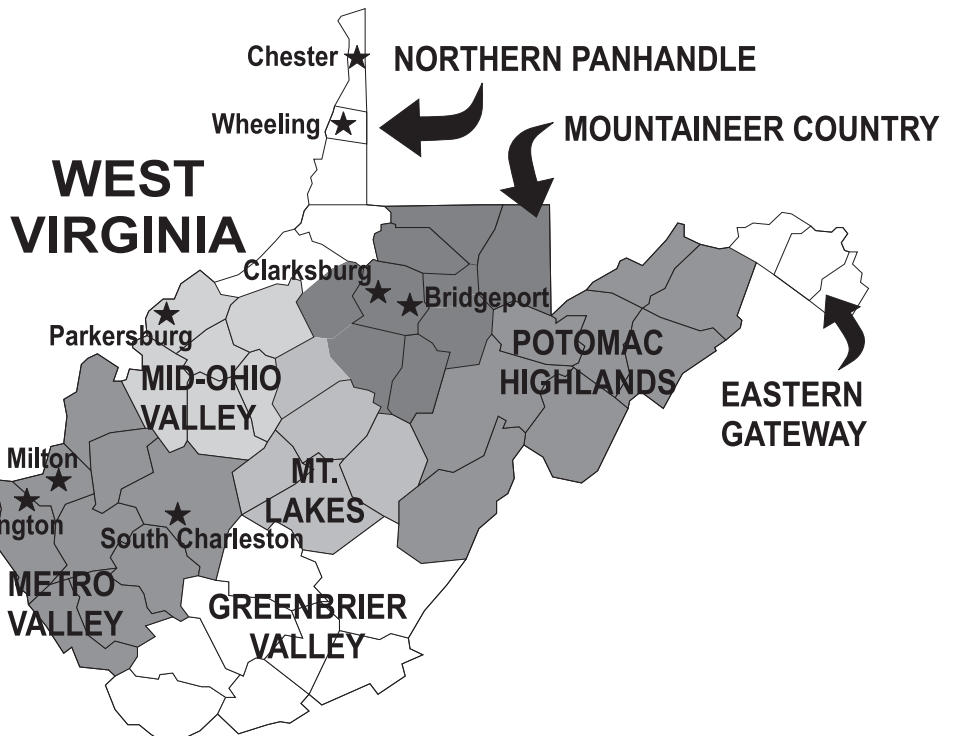 Chester
NORTHERN PANHANDLE
Wheeling
MOUNTAINEER COUNTRY
WEST
VIRGINIA
Clarksburg
Bridgeport
Parkersburg
POTOMAC
HIGHLANDS
MID-OHIO
VALLEY
EASTERN
GATEWAY
Milton
MT.
LAKES
ngton
South Charleston
METRO
VALLEY
GREENBRIER
VALLEY